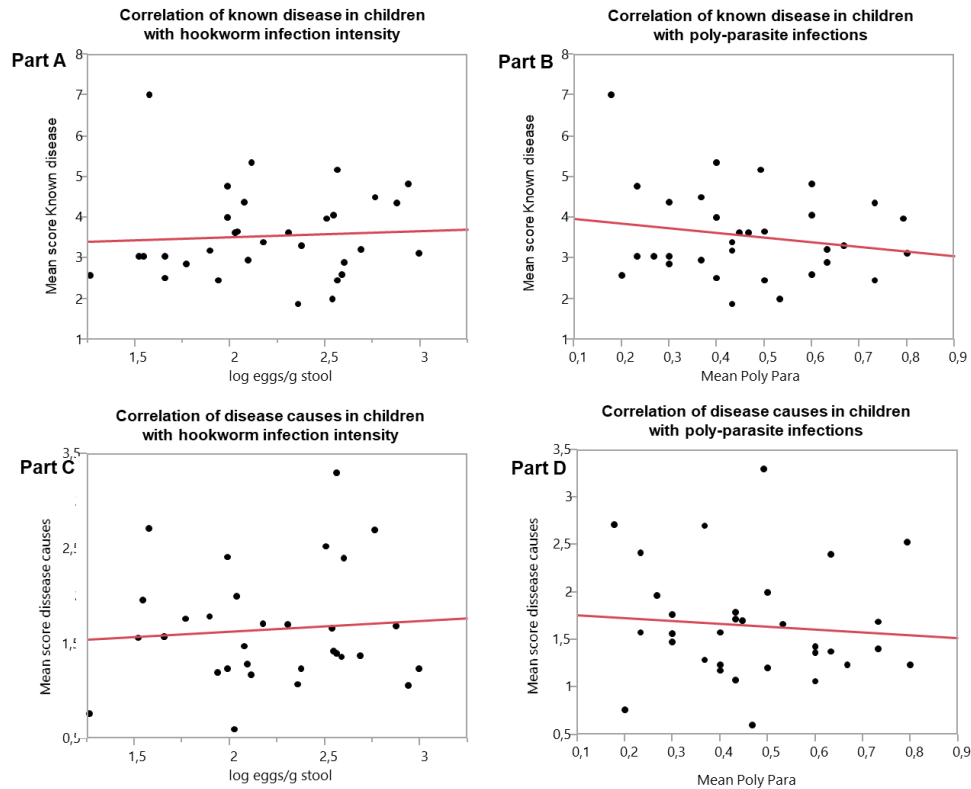 Correlation of known disease in children
with hookworm infection intensity
Part A
Mean score Known disease
8
7
6
5
4
3
2
1
1,5
2
2,5
3
log eggs/g stool
Correlation of known disease in children
with poly-parasite infections
Part B
Mean score Known disease
8
7
6
5
4
3
2
1
0,1
0,2
0,3
0,4
0,5
0,6
0,7
0,8
0,9
Mean Poly Para
Correlation of disease causes in children
with hookworm infection intensity
Part C
Mean score dissease causes
3,5
0,5
1,5
2
2,5
3
log eggs/g stool
Correlation of disease causes in children
with poly-parasite infections
Part D
Mean score dissease causes
3,5
3
2,5
2
1,5
1
0,5
0,1
0,2
0,3
0,4
0,5
0,6
0,7
0,8
0,9
Mean Poly Para